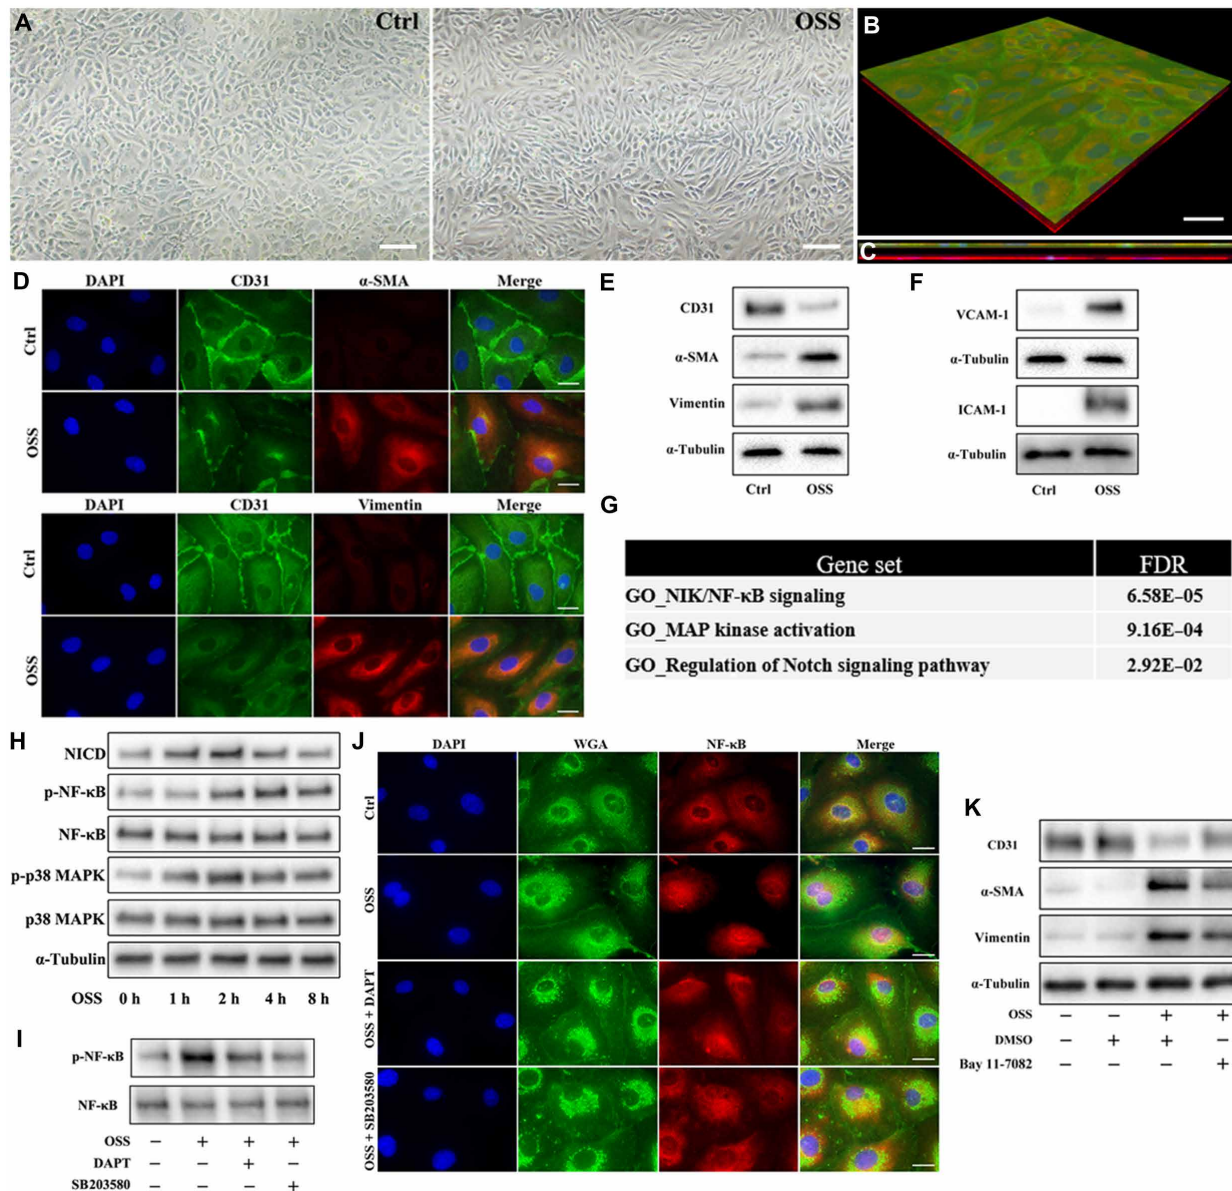 A
Ctrl
OSS
B
C
D
DAPI CD31 α-SMA Merge
Ctrl
OSS
DAPI CD31 Vimentin Merge
Ctrl
OSS
E
CD31
α-SMA
Vimentin
α-Tubulin
Ctrl OSS
F
VCAM-1
α-Tubulin
ICAM-1
α-Tubulin
Ctrl OSS
G
Gene set FDR
GO_NIK/NF-κB signaling 6.58E–05
GO_MAP kinase activation 9.16E–04
GO_Regulation of Notch signaling pathway 2.92E–02
H
NICD
p-NF-κB
NF-κB
p-p38 MAPK
p38 MAPK
α-Tubulin
OSS 0 h 1 h 2 h 4 h 8 h
I
p-NF-κB
NF-κB
OSS – + + +
DAPT – – + –
SB203580 – – – +
J
DAPI WGA NF-κB Merge
Ctrl
OSS
OSS + DAPT
OSS + SB203580
K
CD31
α-SMA
Vimentin
α-Tubulin
OSS – – + +
DMSO – + + –
Bay 11-7082 – – – +